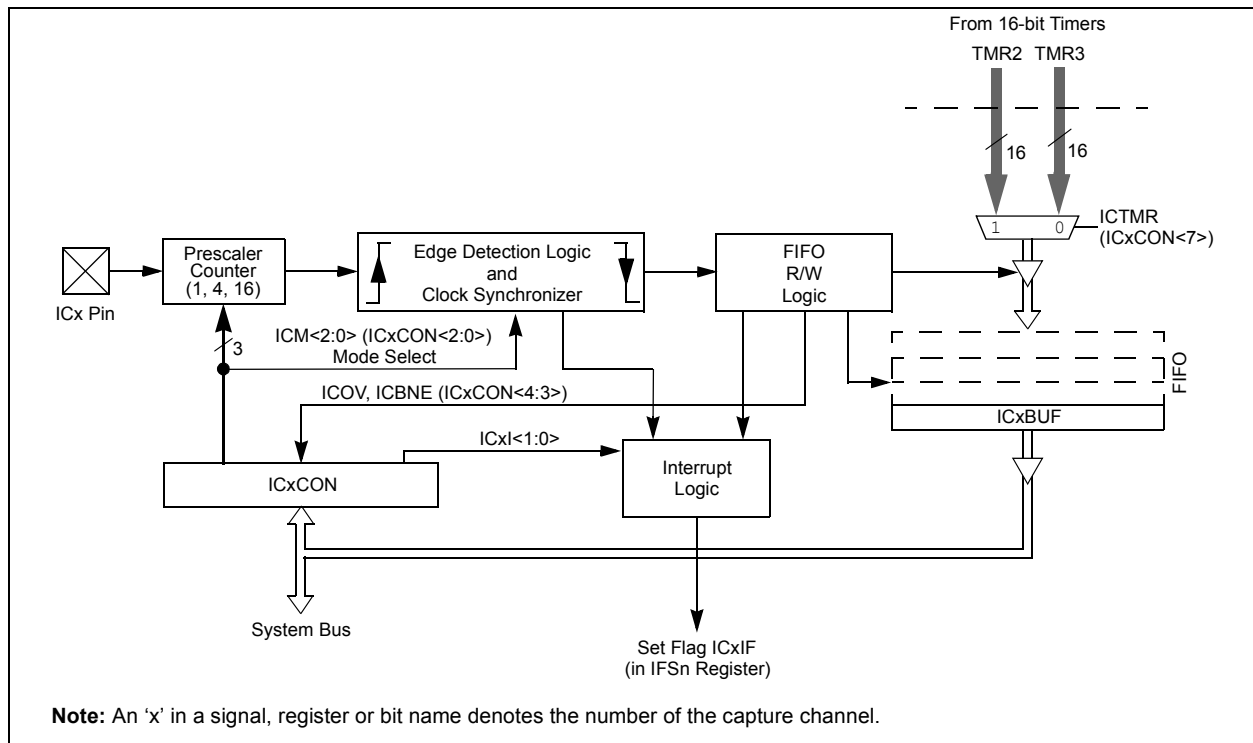 From 16-bit Timers
TMR2 TMR3
16 16
1 0
ICTMR
(ICxCON<7>)
ICx Pin
Prescaler
Counter
(1, 4, 16)
Edge Detection Logic
and
Clock Synchronizer
FIFO
R/W
Logic
3
ICM<2:0> (ICxCON<2:0>)
Mode Select
FIFO
ICxBUF
ICOV, ICBNE (ICxCON<4:3>)
ICxI<1:0>
ICxCON
Interrupt
Logic
System Bus
Set Flag ICxIF
(in IFSn Register)
Note: An ‘x’ in a signal, register or bit name denotes the number of the capture channel.